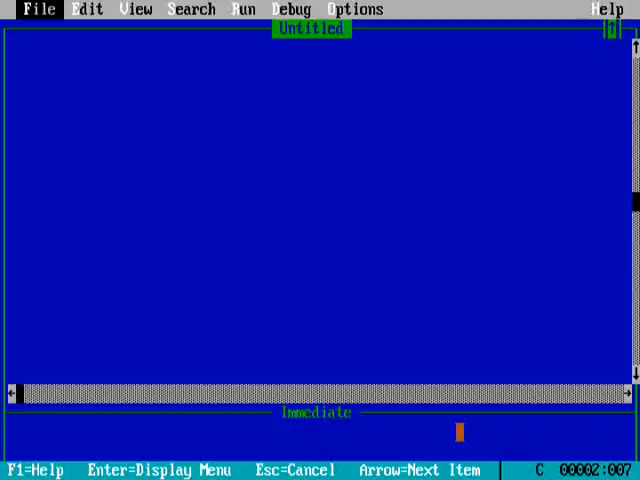 File Edit View Search Run Debug Options Help
Untitled
Immediate
F1=Help Enter=Display Menu Esc=Cancel Arrow=Next Item C 00002:007